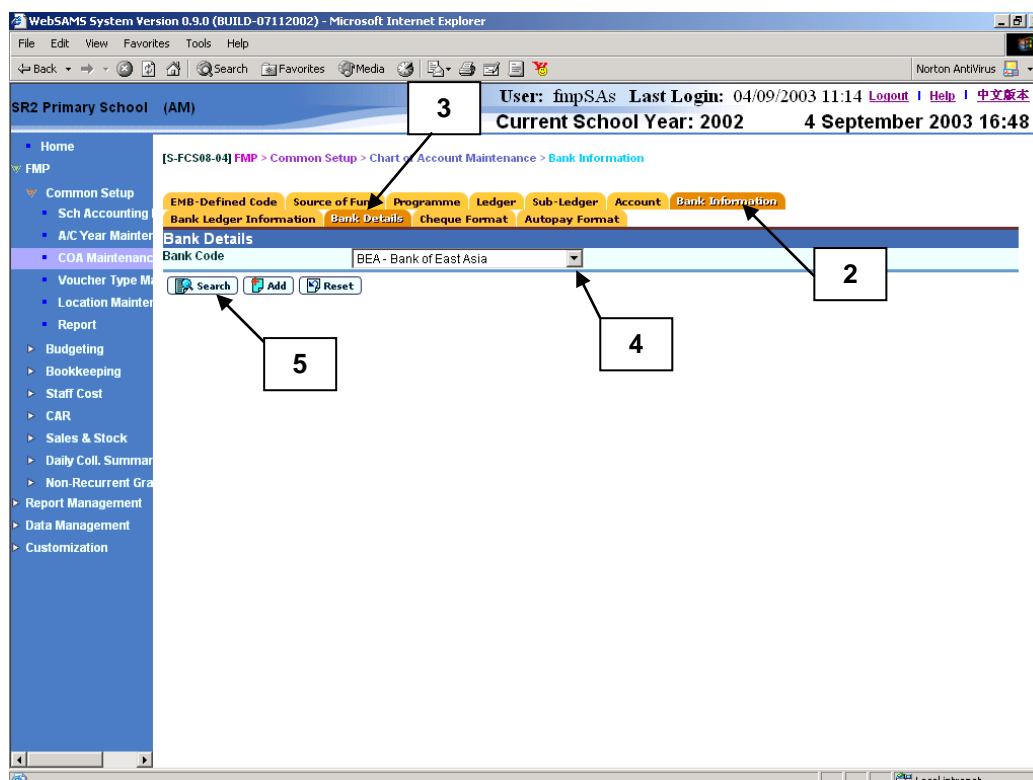 WebSAMS System Version 0.9.0 (BUILD-07112002) - Microsoft Internet Explorer
File Edit View Favorites Tools Help
Back Search Favorites Media Norton AntiVirus
SR2 Primary School (AM)
User: fmpSAs Last Login: 04/09/2003 11:14 Logout | Help | 中文版本
Current School Year: 2002 4 September 2003 16:48
3
Home
FMP
Common Setup
Sch Accounting
A/C Year Mainter
COA Maintenanc
Voucher Type Ma
Location Mainter
Report
Budgeting
Bookkeeping
Staff Cost
CAR
Sales & Stock
Daily Coll. Summar
Non-Recurrent Gra
Report Management
Data Management
Customization
[S-FCS08-04] FMP > Common Setup > Chart of Account Maintenance > Bank Information
EMB-Defined Code Source of Fund Programme Ledger Sub-Ledger Account Bank Information
Bank Ledger Information Bank Details Cheque Format Autopay Format
Bank Details
Bank Code BEA - Bank of East Asia
Search Add Reset
2
4
5
Local intranet